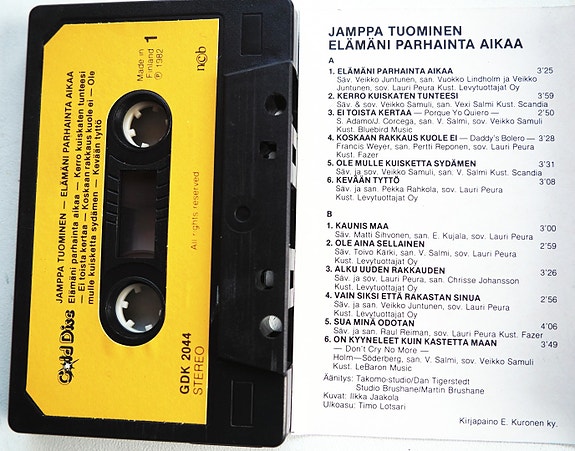 Made in
Finland
℗ 1982
1
ncb
JAMPPA TUOMINEN — ELÄMÄNI PARHAINTA AIKAA
Elämäni parhainta aikaa — Kerro kuiskaten tunteesi
— Ei toista kertaa — Koskaan rakkaus kuole ei — Ole
mulle kuisketta sydämen — Kevään tyttö
All rights reserved
Gold Disc
GDK 2044
STEREO
JAMPPA TUOMINEN
ELÄMÄNI PARHAINTA AIKAA
A
1. ELÄMÄNI PARHAINTA AIKAA 3'25
Säv. Veikko Juntunen, san. Vuokko Lindholm ja Veikko
Juntunen, sov. Lauri Peura Kust. Levytuottajat Oy
2. KERRO KUISKATEN TUNTEESI 3'59
Säv. & sov. Veikko Samuli, san. Vexi Salmi Kust. Scandia
3. EI TOISTA KERTAA — Porque Yo Quiero — 2'50
S. Adamo/J. Corcega, san. V. Salmi, sov. Veikko Samuli
Kust. Bluebird Music
4. KOSKAAN RAKKAUS KUOLE EI — Daddy's Bolero — 3'28
Francis Weyer, san. Pertti Reponen, sov. Lauri Peura,
Kust. Fazer
5. OLE MULLE KUISKETTA SYDÄMEN 3'31
Säv. ja sov. Veikko Samuli, san. V. Salmi Kust. Scandia
6. KEVÄÄN TYTTÖ 3'08
Säv. ja san. Pekka Rahkola, sov. Lauri Peura
Kust. Levytuottajat Oy
B
1. KAUNIS MAA 3'00
Säv. Matti Sihvonen, san. E. Kujala, sov. Lauri Peura
2. OLE AINA SELLAINEN 2'59
Säv. Toivo Kärki, san. V. Salmi, sov. Lauri Peura
Kust. Levytuottajat Oy
3. ALKU UUDEN RAKKAUDEN 3'26
Säv. ja sov. Lauri Peura, san. Chrisse Johansson
Kust. Levytuottajat Oy
4. VAIN SIKSI ETTÄ RAKASTAN SINUA 2'56
Säv. ja san. Veikko Juntunen, sov. Lauri Peura
Kust. Levytuottajat Oy
5. SUA MINÄ ODOTAN 4'06
Säv. ja san. Raul Reiman, sov. Lauri Peura Kust. Fazer
6. ON KYYNELEET KUIN KASTETTA MAAN 3'49
— Don't Cry No More —
Holm—Söderberg, san. V. Salmi, sov. Veikko Samuli
Kust. LeBaron Music
Äänitys: Takomo-studio/Dan Tigerstedt
Studio Brushane/Martin Brushane
Kuvat: Ilkka Jaakola
Ulkoasu: Timo Lotsari
Kirjapaino E. Kuronen ky.